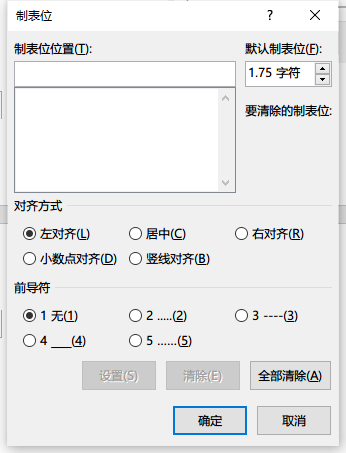 制表位 ?
制表位位置(T): 默认制表位(F):
1.75 字符
要清除的制表位:
对齐方式
左对齐(L) 居中(C) 右对齐(R)
小数点对齐(D) 竖线对齐(B)
前导符
1 无(1) 2 .....(2) 3 ----(3)
4 ___(4) 5 ......(5)
设置(S) 清除(E) 全部清除(A)
确定 取消